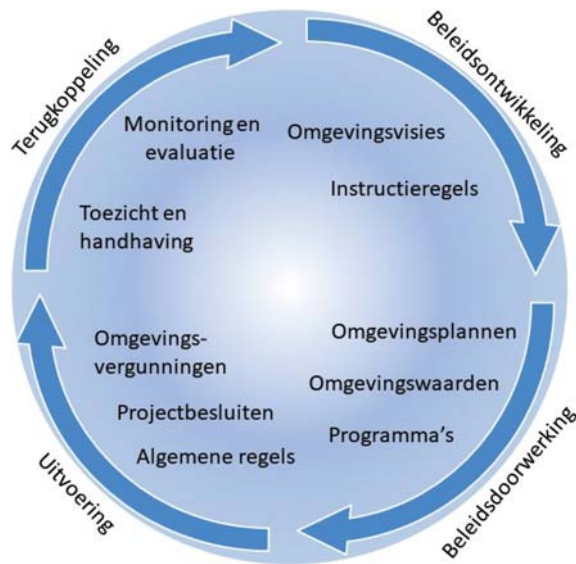 Terugkoppeling
Beleidsontwikkeling
Monitoring en
evaluatie
Omgevingsvisies
Instructieregels
Toezicht en
handhaving
Omgevings-
vergunningen
Projectbesluiten
Algemene regels
Omgevingsplannen
Omgevingswaarden
Programma's
Uitvoering
Beleidsdoorwerking